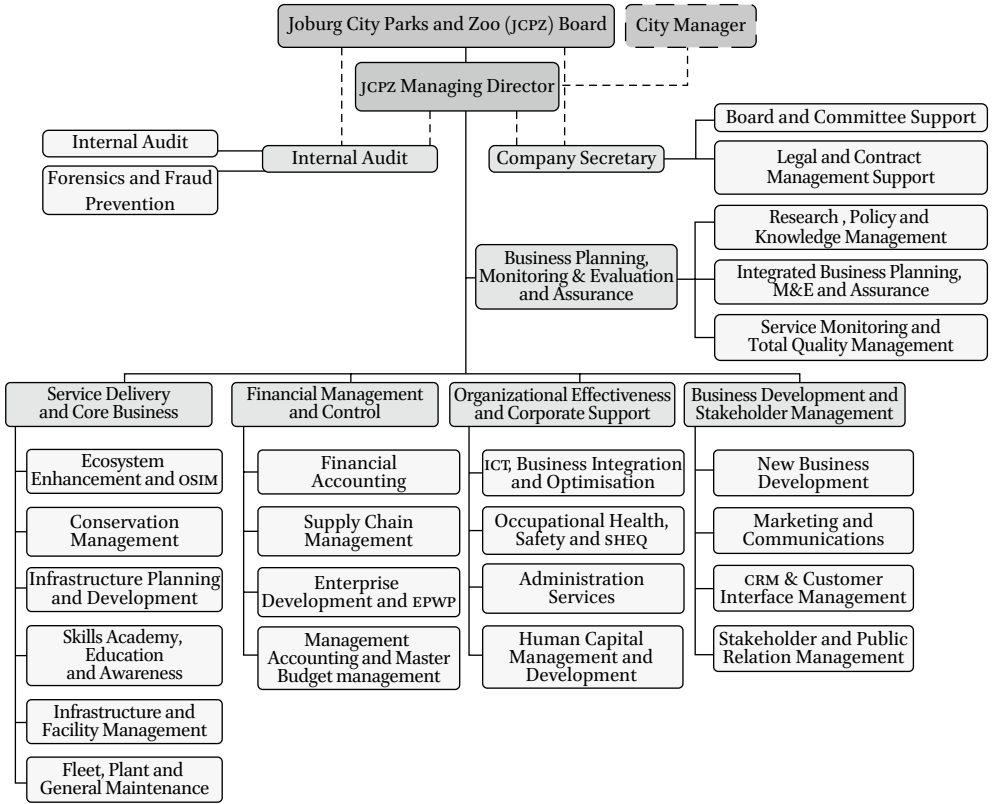 Joburg City Parks and Zoo (JCPZ) Board
City Manager
JCPZ Managing Director
Internal Audit
Forensics and Fraud
Prevention
Internal Audit
Company Secretary
Board and Committee Support
Legal and Contract
Management Support
Business Planning,
Monitoring & Evaluation
and Assurance
Research , Policy and
Knowledge Management
Integrated Business Planning,
M&E and Assurance
Service Monitoring and
Total Quality Management
Service Delivery
and Core Business
Ecosystem
Enhancement and OSIM
Conservation
Management
Infrastructure Planning
and Development
Skills Academy,
Education
and Awareness
Infrastructure and
Facility Management
Fleet, Plant and
General Maintenance
Financial Management
and Control
Financial
Accounting
Supply Chain
Management
Enterprise
Development and EPWP
Management
Accounting and Master
Budget management
Organizational Effectiveness
and Corporate Support
ICT, Business Integration
and Optimisation
Occupational Health,
Safety and SHEQ
Administration
Services
Human Capital
Management and
Development
Business Development and
Stakeholder Management
New Business
Development
Marketing and
Communications
CRM & Customer
Interface Management
Stakeholder and Public
Relation Management